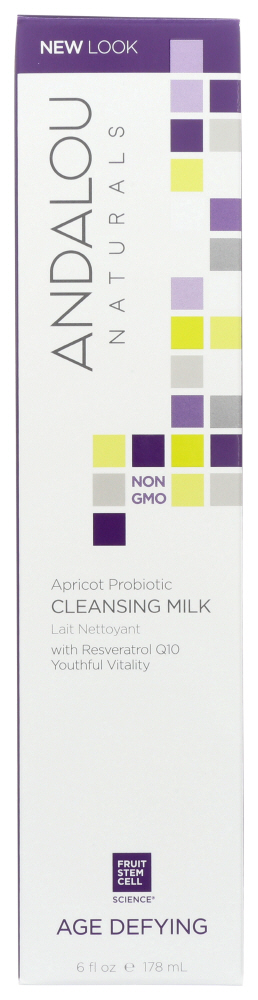 NEW LOOK
ANDALOU
NATURALS
NON
GMO
Apricot Probiotic
CLEANSING MILK
Lait Nettoyant
with Resveratrol Q10
Youthful Vitality
FRUIT
STEM
CELL
SCIENCE®
AGE DEFYING
6 fl oz ℮ 178 mL